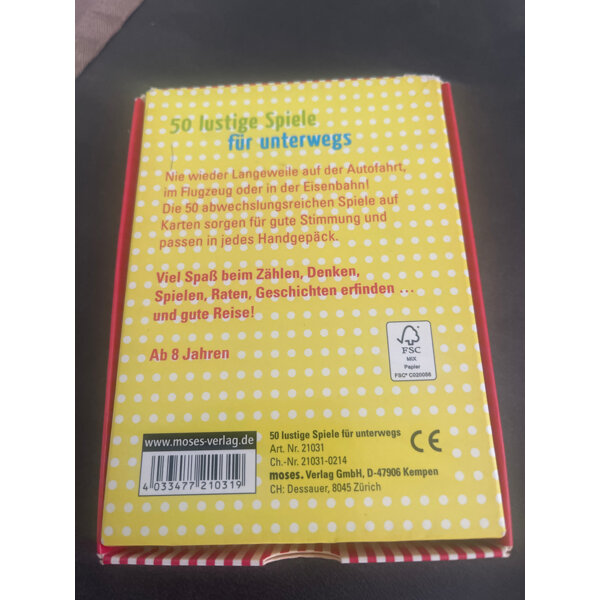 50 lustige Spiele
für unterwegs
Nie wieder Langeweile auf der Autofahrt,
im Flugzeug oder in der Eisenbahn!
Die 50 abwechslungsreichen Spiele auf
Karten sorgen für gute Stimmung und
passen in jedes Handgepäck.
Viel Spaß beim Zählen, Denken,
Spielen, Raten, Geschichten erfinden ...
und gute Reise!
Ab 8 Jahren
FSC
MIX
Papier
FSC® C020056
www.moses-verlag.de
4 033477 210319
50 lustige Spiele für unterwegs
Art. Nr. 21031
Ch.-Nr. 21031-0214
moses. Verlag GmbH, D-47906 Kempen
CH: Dessauer, 8045 Zürich
CE